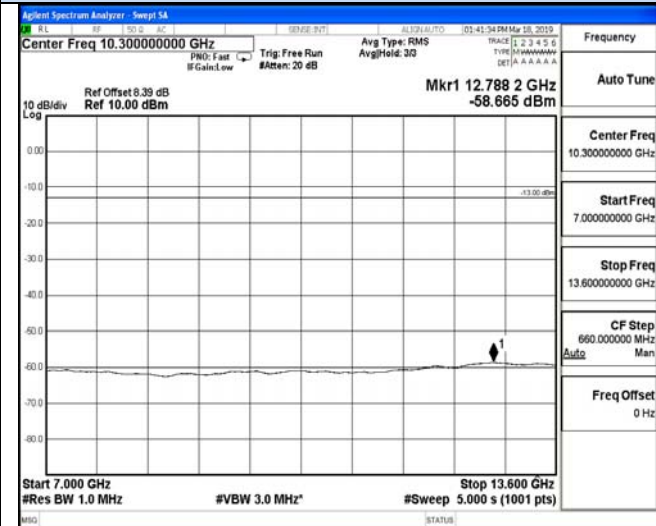 Agilent Spectrum Analyzer - Swept SA
RL RF 50 Ω AC SENSE:INT ALIGNAUTO 01:41:34 PM Mar 18, 2019
Center Freq 10.300000000 GHz
PNO: Fast
IFGain:Low
Trig: Free Run
#Atten: 20 dB
Avg Type: RMS
Avg|Hold: 3/3
TRACE 1 2 3 4 5 6
TYPE M
DET A A A A A A
Mkr1 12.788 2 GHz
-58.665 dBm
Ref Offset 8.39 dB
10 dB/div Ref 10.00 dBm
Log
0.00
-10.0
-13.00 dBm
-20.0
-30.0
-40.0
-50.0
1
-60.0
-70.0
-80.0
Start 7.000 GHz Stop 13.600 GHz
#Res BW 1.0 MHz #VBW 3.0 MHz* #Sweep 5.000 s (1001 pts)
MSG STATUS
Frequency
Auto Tune
Center Freq
10.300000000 GHz
Start Freq
7.000000000 GHz
Stop Freq
13.600000000 GHz
CF Step
660.000000 MHz
Auto Man
Freq Offset
0 Hz